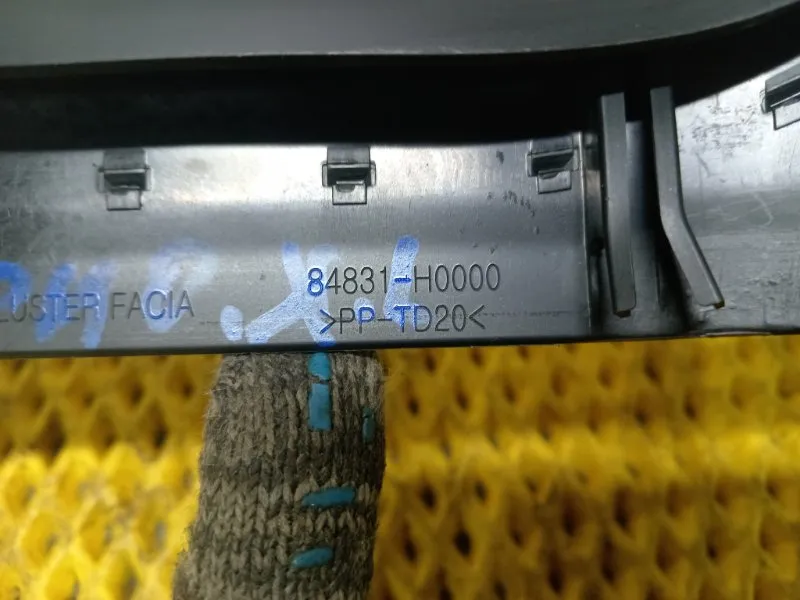 84831-H0000
LUSTER FACIA >PP-TD20<